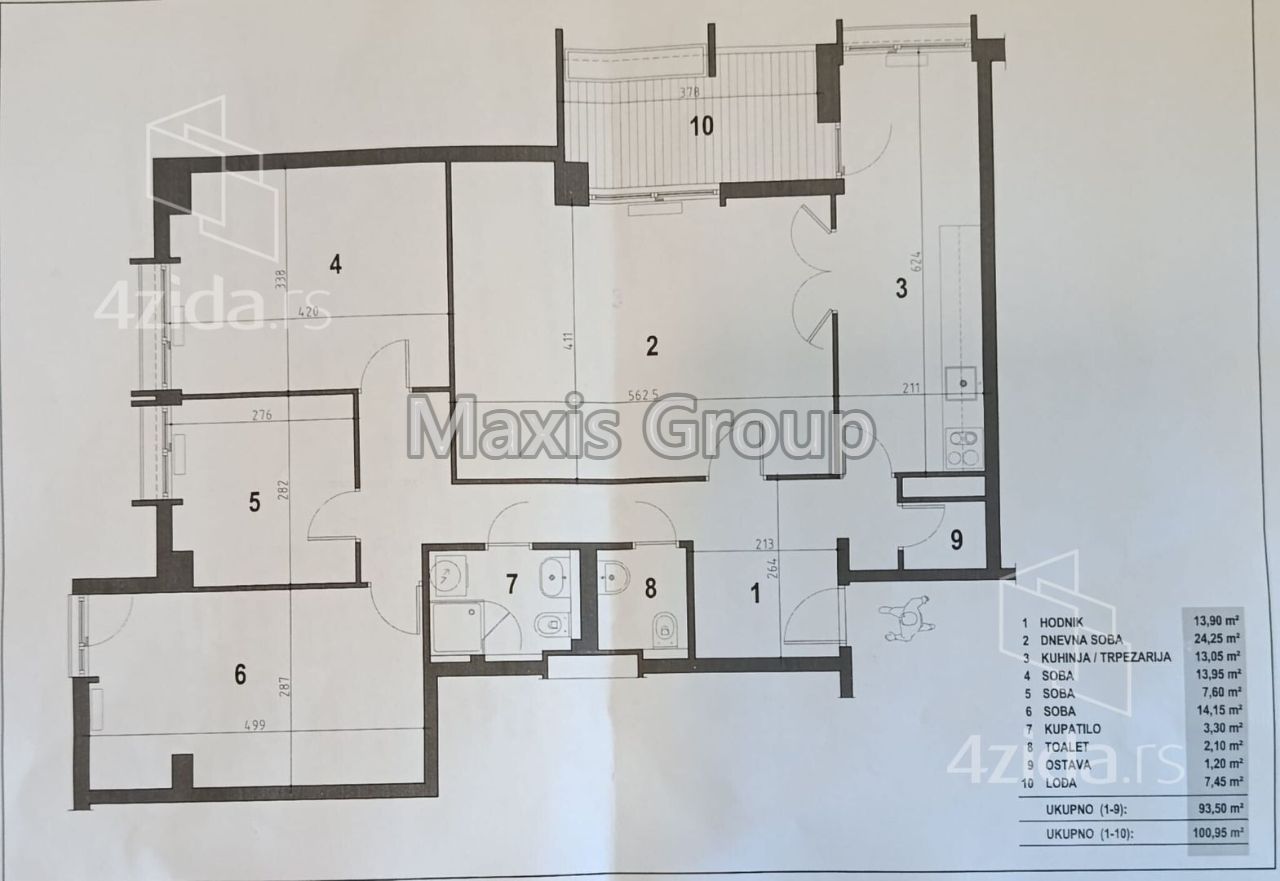 378
10
4
338
420
4zida.rs
3
624
2
411
562.5
211
276
Maxis Group
5
282
9
213
264
7
8
1
6
287
499
4zida.rs
1 HODNIK 13,90 m²
2 DNEVNA SOBA 24,25 m²
3 KUHINJA / TRPEZARIJA 13,05 m²
4 SOBA 13,95 m²
5 SOBA 7,60 m²
6 SOBA 14,15 m²
7 KUPATILO 3,30 m²
8 TOALET 2,10 m²
9 OSTAVA 1,20 m²
10 LOĐA 7,45 m²
UKUPNO (1-9): 93,50 m²
UKUPNO (1-10): 100,95 m²